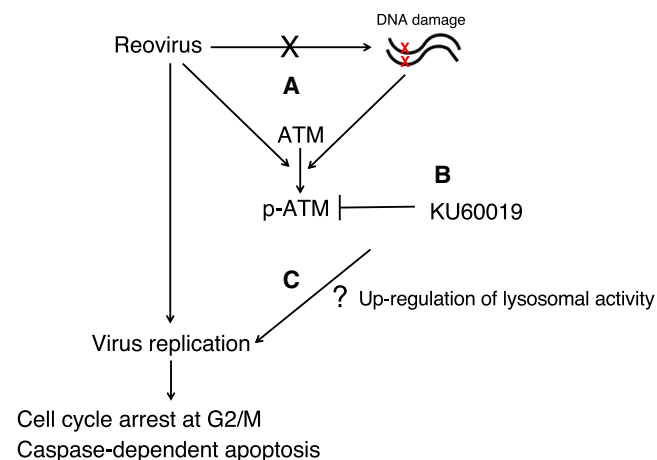 DNA damage
Reovirus
X
X
X
A
ATM
B
p-ATM
KU60019
C
? Up-regulation of lysosomal activity
Virus replication
Cell cycle arrest at G2/M
Caspase-dependent apoptosis